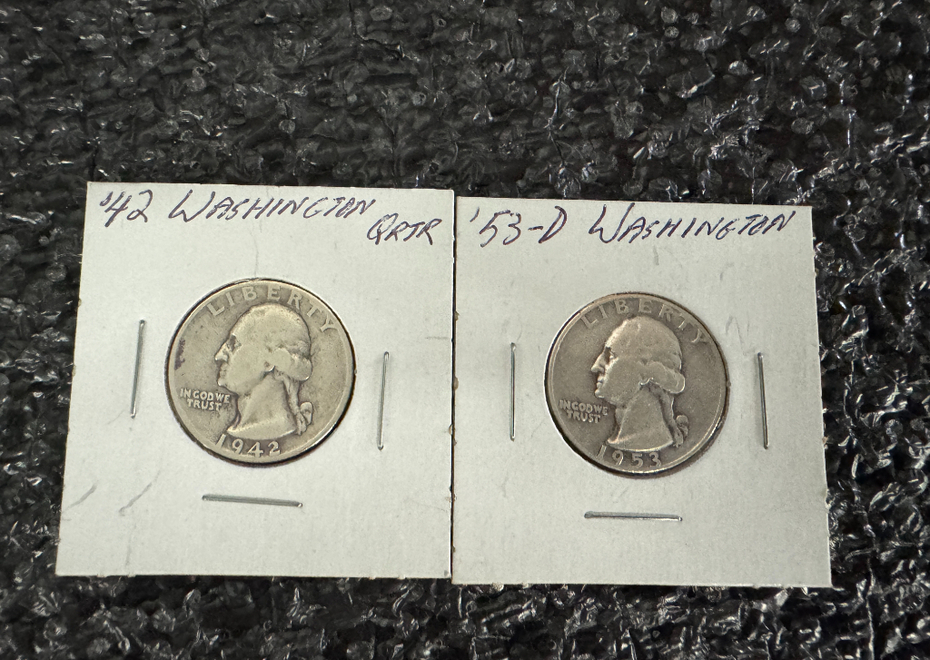 '42 WASHINGTON
QRTR
LIBERTY
IN GOD WE
TRUST
1942
'53-D WASHINGTON
LIBERTY
IN GOD WE
TRUST
1953